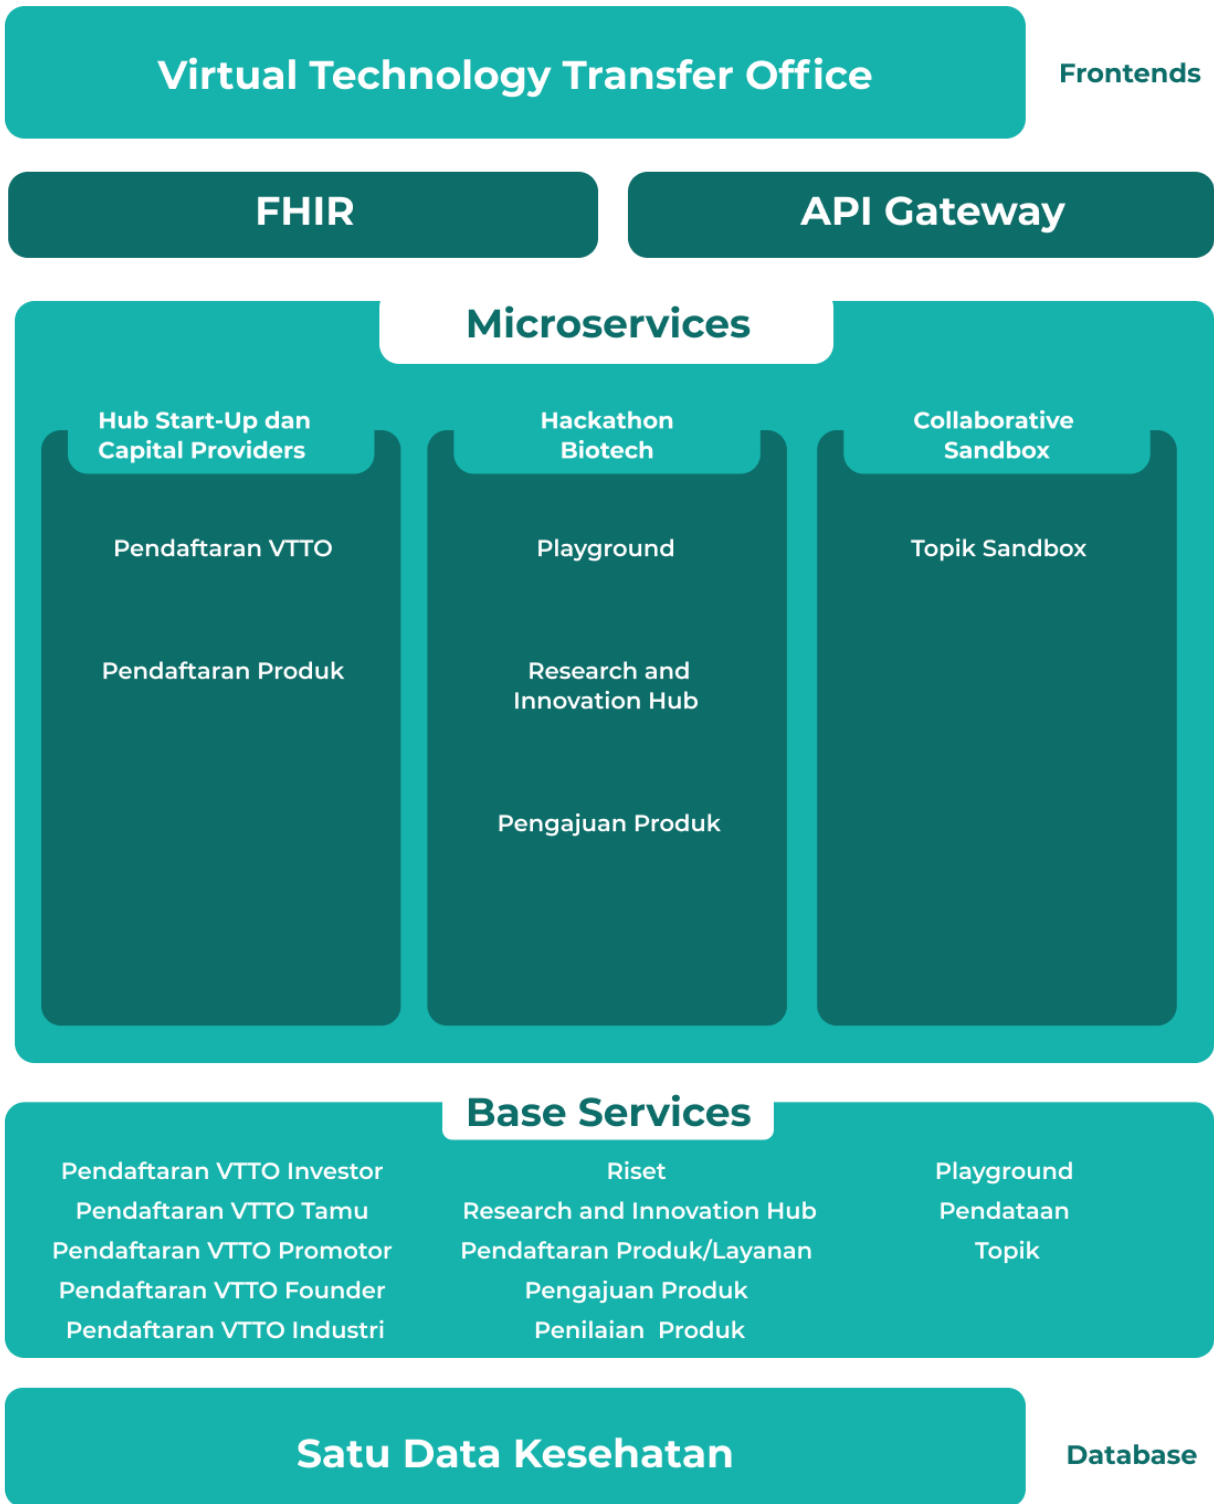 Virtual Technology Transfer Office
Frontends
FHIR
API Gateway
Microservices
Hub Start-Up dan
Capital Providers
Pendaftaran VTTO
Pendaftaran Produk
Hackathon
Biotech
Playground
Research and
Innovation Hub
Pengajuan Produk
Collaborative
Sandbox
Topik Sandbox
Base Services
Pendaftaran VTTO Investor
Pendaftaran VTTO Tamu
Pendaftaran VTTO Promotor
Pendaftaran VTTO Founder
Pendaftaran VTTO Industri
Riset
Research and Innovation Hub
Pendaftaran Produk/Layanan
Pengajuan Produk
Penilaian  Produk
Playground
Pendataan
Topik
Satu Data Kesehatan
Database